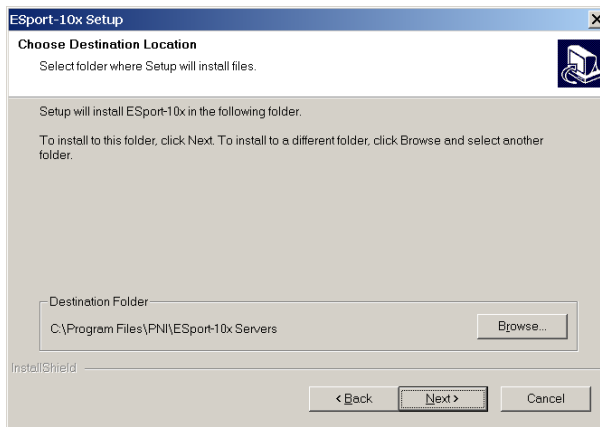 ESport-10x Setup
Choose Destination Location
Select folder where Setup will install files.
Setup will install ESport-10x in the following folder.
To install to this folder, click Next. To install to a different folder, click Browse and select another
folder.
Destination Folder
C:\Program Files\PNI\ESport-10x Servers
Browse...
InstallShield
< Back
Next >
Cancel